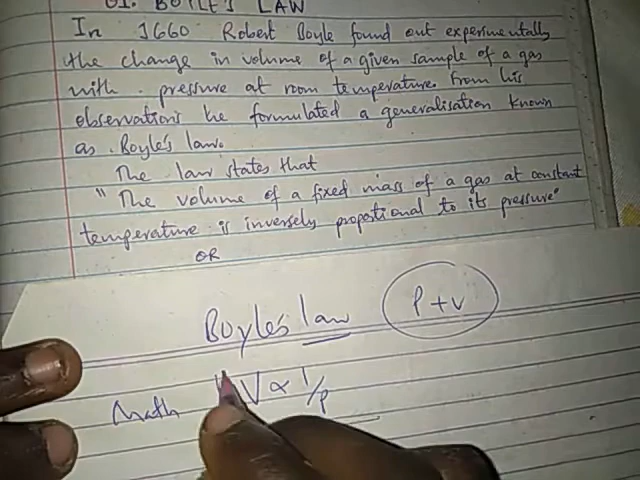 01. BOYLE'S LAW
In 1660 Robert Boyle found out experimentally
the change in volume of a given sample of a gas
with . pressure at room temperature. From his
observations he formulated a generalisation known
as . Boyle's law.
The law states that
"The volume of a fixed mass of a gas at constant
temperature is inversely proportional to its pressure"
OR
Boyle's law P+V
Math V ∝ 1/P